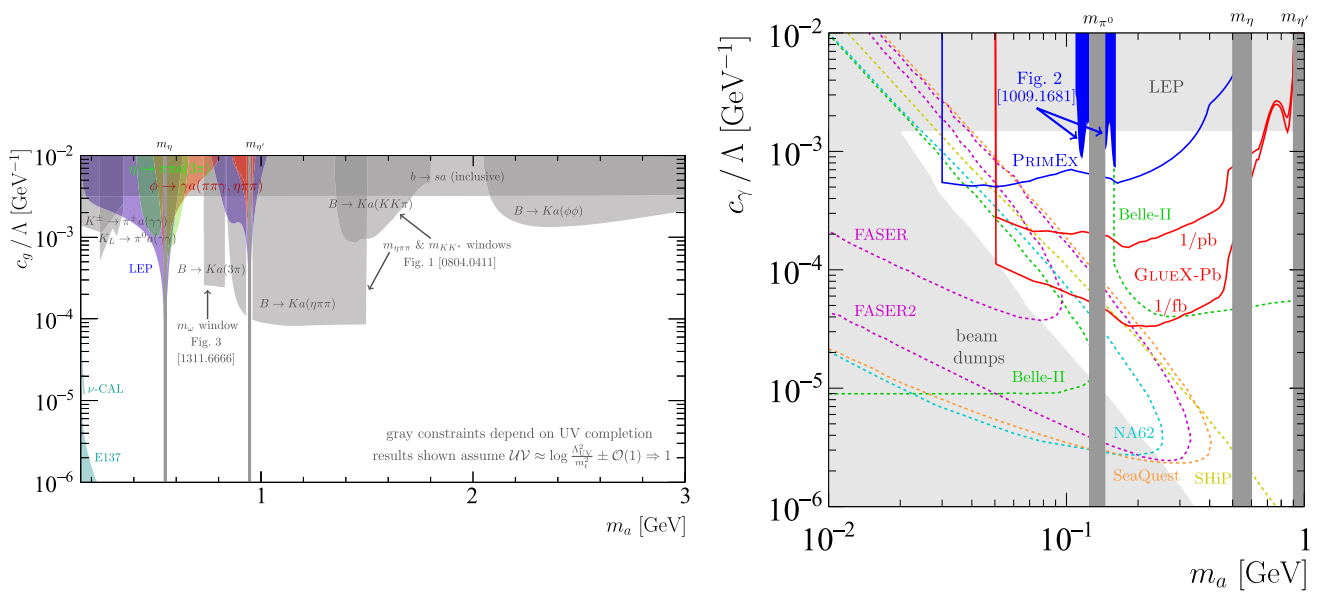 m_η
m_η′
10⁻²
10⁻³
10⁻⁴
10⁻⁵
10⁻⁶
c_g / Λ [GeV⁻¹]
ϕ → γa(ππγ, ηππ)
b → sa (inclusive)
B → Ka(KKπ)
B → Ka(ϕϕ)
K^± → π^± a(γγ)
K_L → π⁰a(γγ)
LEP
B → Ka(3π)
m_ηππ & m_KK* windows
Fig. 1 [0804.0411]
B → Ka(ηππ)
m_ω window
Fig. 3
[1311.6666]
ν-CAL
E137
gray constraints depend on UV completion
results shown assume 𝒰𝒱 ≈ log Λ²_UV/m²_t ± 𝒪(1) ⇒ 1
1
2
3
m_a [GeV]
m_π⁰
m_η
m_η′
10⁻²
10⁻³
10⁻⁴
10⁻⁵
10⁻⁶
c_γ / Λ [GeV⁻¹]
Fig. 2
[1009.1681]
LEP
PRIMEX
Belle-II
FASER
1/pb
GLUEX-Pb
1/fb
FASER2
beam
dumps
Belle-II
NA62
SeaQuest
SHiP
10⁻²
10⁻¹
1
m_a [GeV]